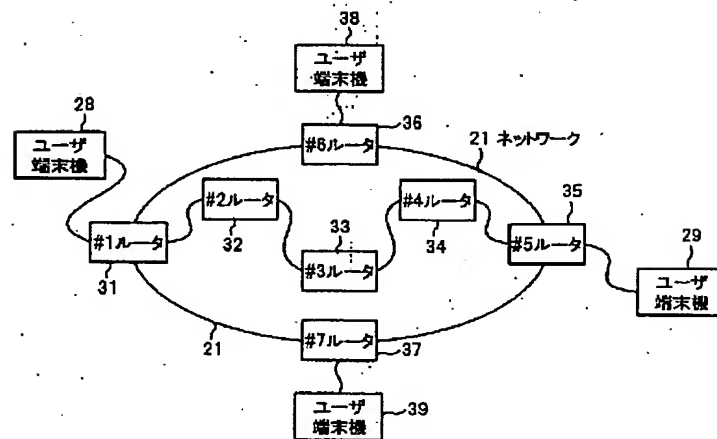 38
ユーザ
端末機
28
ユーザ
端末機
36
#6ルータ
21 ネットワーク
#2ルータ
32
#4ルータ
34
35
#1ルータ
31
33
#3ルータ
#5ルータ
29
ユーザ
端末機
21
#7ルータ
37
ユーザ
端末機
39